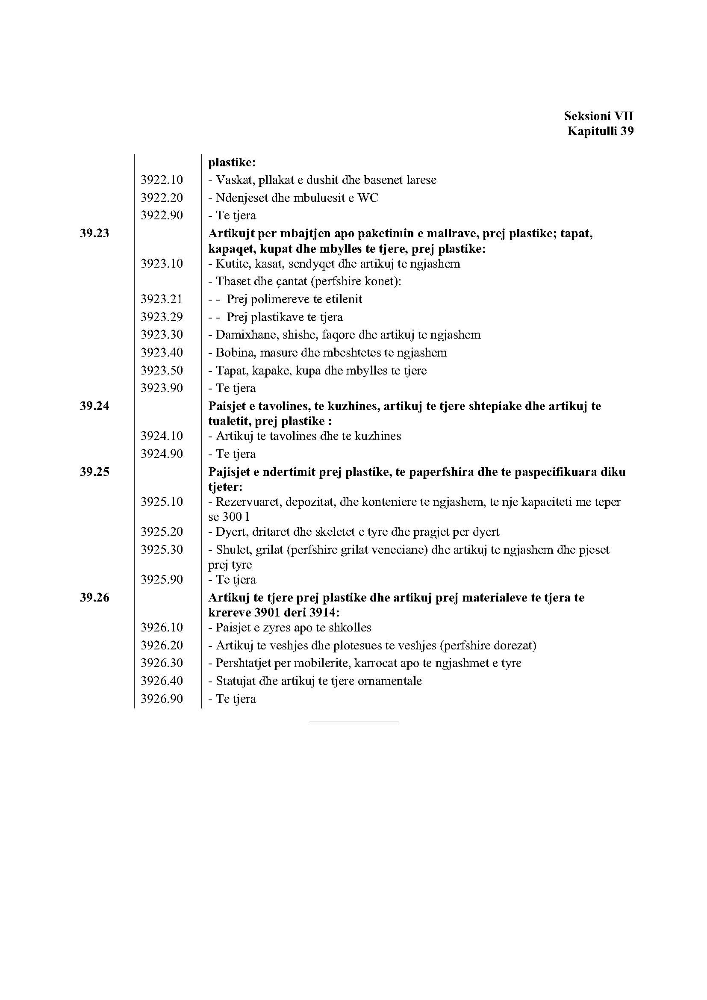 Seksioni VII
Kapitulli 39
plastike:
3922.10 - Vaskat, pllakat e dushit dhe basenet larese
3922.20 - Ndenjeset dhe mbuluesit e WC
3922.90 - Te tjera
39.23 Artikujt per mbajtjen apo paketimin e mallrave, prej plastike; tapat,
kapaqet, kupat dhe mbylles te tjere, prej plastike:
3923.10 - Kutite, kasat, sendyqet dhe artikuj te ngjashem
- Thaset dhe çantat (perfshire konet):
3923.21 - - Prej polimereve te etilenit
3923.29 - - Prej plastikave te tjera
3923.30 - Damixhane, shishe, faqore dhe artikuj te ngjashem
3923.40 - Bobina, masure dhe mbeshtetes te ngjashem
3923.50 - Tapat, kapake, kupa dhe mbylles te tjere
3923.90 - Te tjera
39.24 Paisjet e tavolines, te kuzhines, artikuj te tjere shtepiake dhe artikuj te
tualetit, prej plastike :
3924.10 - Artikuj te tavolines dhe te kuzhines
3924.90 - Te tjera
39.25 Pajisjet e ndertimit prej plastike, te paperfshira dhe te paspecifikuara diku
tjeter:
3925.10 - Rezervuaret, depozitat, dhe konteniere te ngjashem, te nje kapaciteti me teper
se 300 l
3925.20 - Dyert, dritaret dhe skeletet e tyre dhe pragjet per dyert
3925.30 - Shulet, grilat (perfshire grilat veneciane) dhe artikuj te ngjashem dhe pjeset
prej tyre
3925.90 - Te tjera
39.26 Artikuj te tjere prej plastike dhe artikuj prej materialeve te tjera te
krereve 3901 deri 3914:
3926.10 - Paisjet e zyres apo te shkolles
3926.20 - Artikuj te veshjes dhe plotesues te veshjes (perfshire dorezat)
3926.30 - Pershtatjet per mobilerite, karrocat apo te ngjashmet e tyre
3926.40 - Statujat dhe artikuj te tjere ornamentale
3926.90 - Te tjera